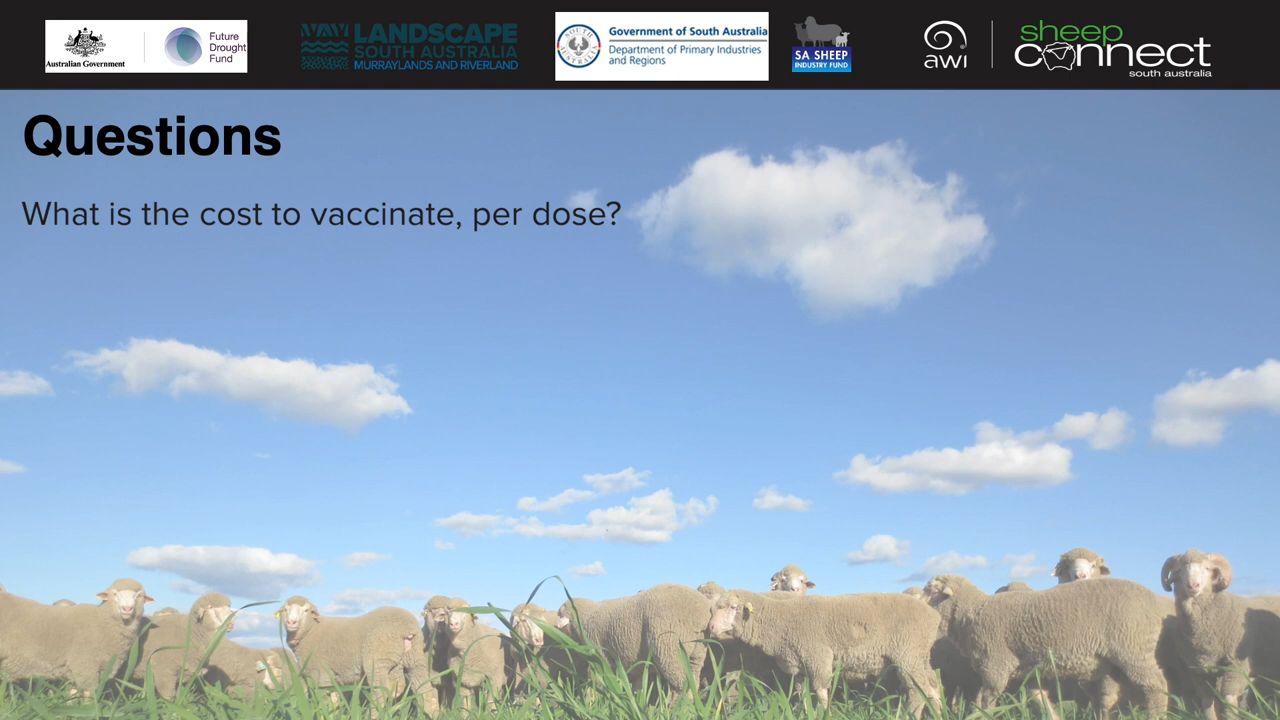 Australian Government
Future
Drought
Fund
LANDSCAPE
SOUTH AUSTRALIA
MURRAYLANDS AND RIVERLAND
SOUTH
AUSTRALIA
Government of South Australia
Department of Primary Industries
and Regions
SA SHEEP
INDUSTRY FUND
awi
sheep
connect
south australia
Questions
What is the cost to vaccinate, per dose?